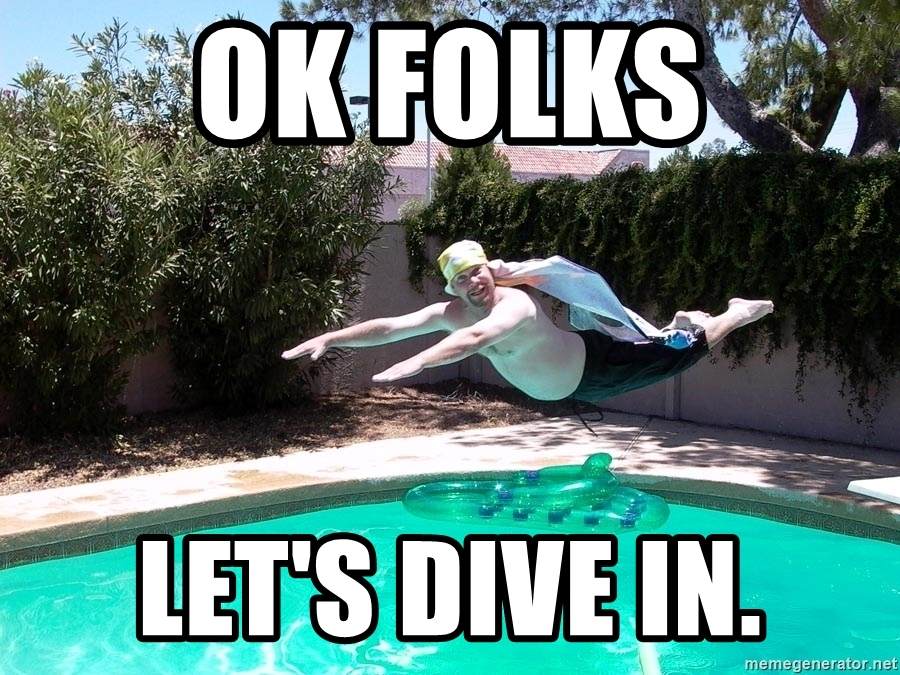 OK FOLKS
LET'S DIVE IN.
memegenerator.net